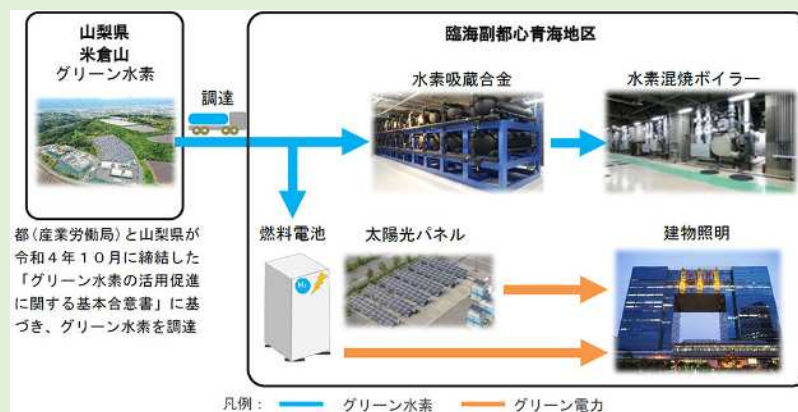 山梨県
米倉山
グリーン水素
調達
臨海副都心青海地区
水素吸蔵合金
水素混焼ボイラー
都(産業労働局)と山梨県が
令和4年10月に締結した
「グリーン水素の活用促進
に関する基本合意書」に基
づき、グリーン水素を調達
燃料電池
太陽光パネル
建物照明
H2
凡例： グリーン水素 グリーン電力